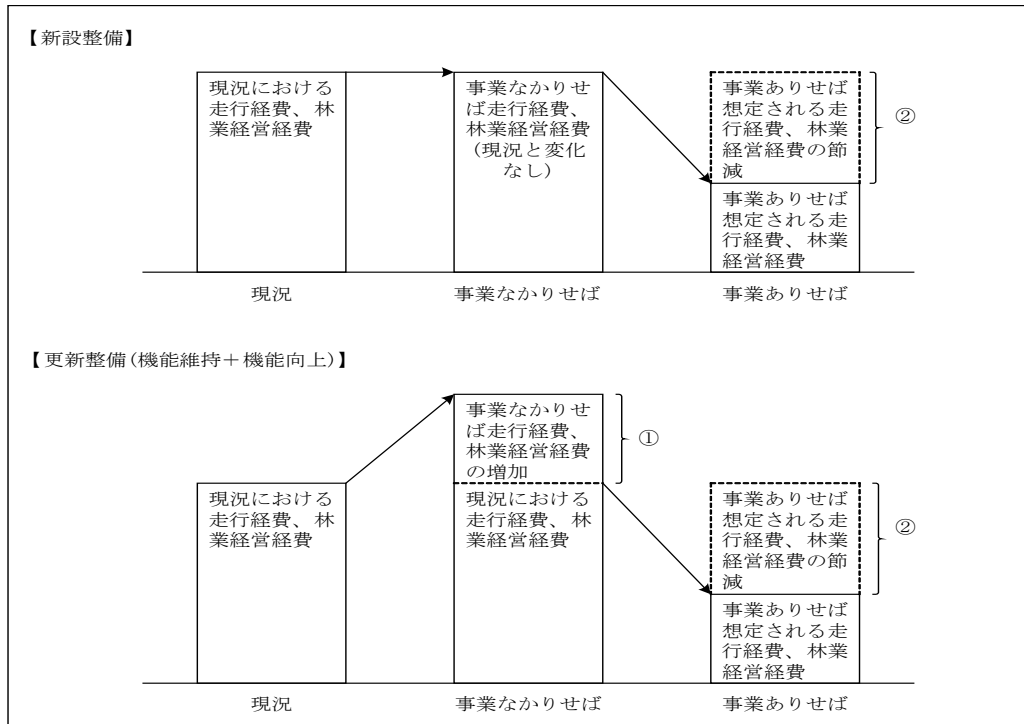 【新設整備】
現況における
走行経費、林
業経営経費
事業なかりせ
ば走行経費、
林業経営経費
(現況と変化
なし)
事業ありせば
想定される走
行経費、林業
経営経費の節
減
②
事業ありせば
想定される走
行経費、林業
経営経費
現況
事業なかりせば
事業ありせば
【更新整備(機能維持＋機能向上)】
事業なかりせ
ば走行経費、
林業経営経費
の増加
①
現況における
走行経費、林
業経営経費
現況における
走行経費、林
業経営経費
事業ありせば
想定される走
行経費、林業
経営経費の節
減
②
事業ありせば
想定される走
行経費、林業
経営経費
現況
事業なかりせば
事業ありせば